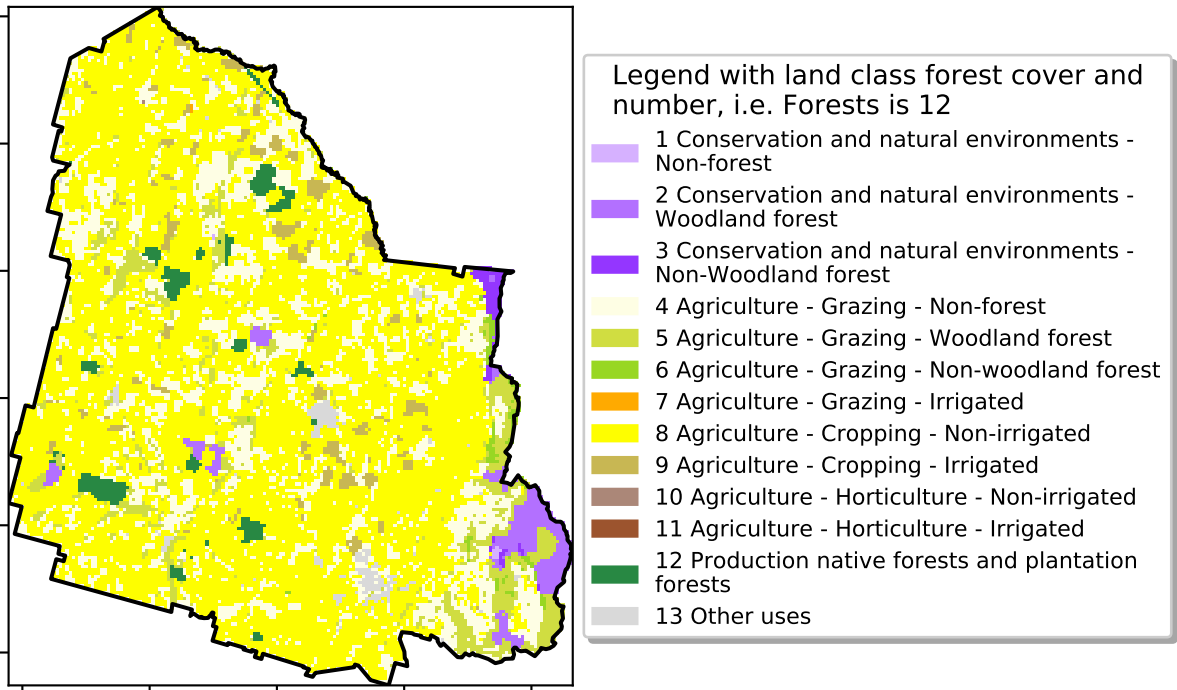 Legend with land class forest cover and
number, i.e. Forests is 12
1 Conservation and natural environments -
Non-forest
2 Conservation and natural environments -
Woodland forest
3 Conservation and natural environments -
Non-Woodland forest
4 Agriculture - Grazing - Non-forest
5 Agriculture - Grazing - Woodland forest
6 Agriculture - Grazing - Non-woodland forest
7 Agriculture - Grazing - Irrigated
8 Agriculture - Cropping - Non-irrigated
9 Agriculture - Cropping - Irrigated
10 Agriculture - Horticulture - Non-irrigated
11 Agriculture - Horticulture - Irrigated
12 Production native forests and plantation
forests
13 Other uses